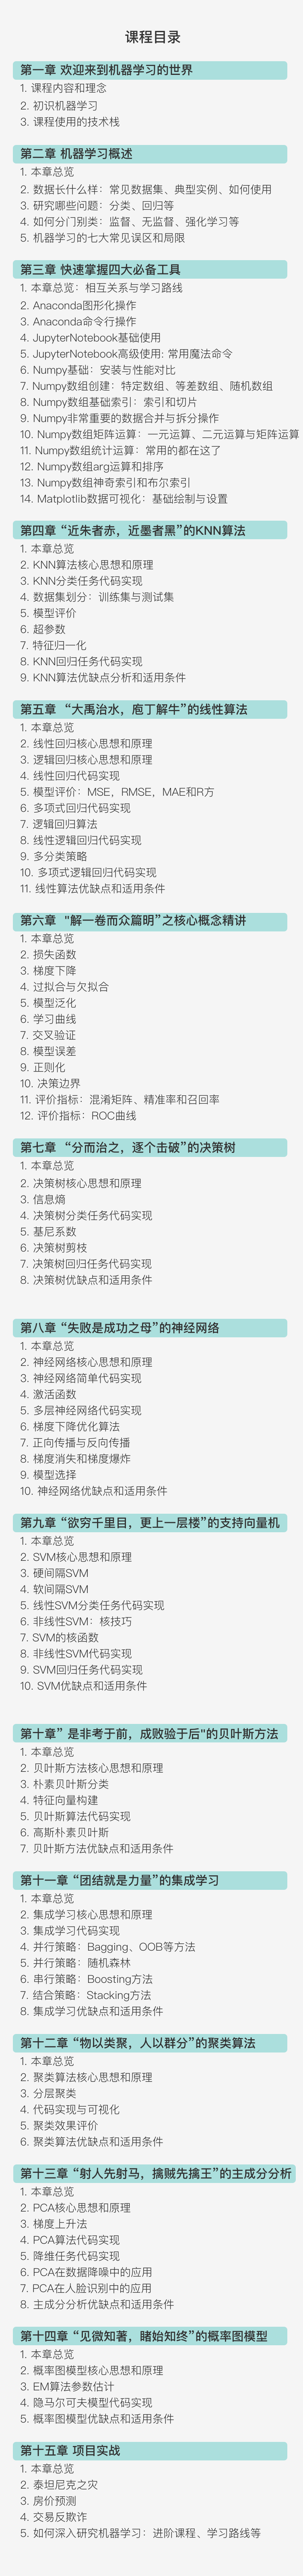 课程目录
第一章 欢迎来到机器学习的世界
1. 课程内容和理念
2. 初识机器学习
3. 课程使用的技术栈
第二章 机器学习概述
1. 本章总览
2. 数据长什么样：常见数据集、典型实例、如何使用
3. 研究哪些问题：分类、回归等
4. 如何分门别类：监督、无监督、强化学习等
5. 机器学习的七大常见误区和局限
第三章 快速掌握四大必备工具
1. 本章总览：相互关系与学习路线
2. Anaconda图形化操作
3. Anaconda命令行操作
4. JupyterNotebook基础使用
5. JupyterNotebook高级使用: 常用魔法命令
6. Numpy基础：安装与性能对比
7. Numpy数组创建：特定数组、等差数组、随机数组
8. Numpy数组基础索引：索引和切片
9. Numpy非常重要的数据合并与拆分操作
10. Numpy数组矩阵运算：一元运算、二元运算与矩阵运算
11. Numpy数组统计运算：常用的都在这了
12. Numpy数组arg运算和排序
13. Numpy数组神奇索引和布尔索引
14. Matplotlib数据可视化：基础绘制与设置
第四章 “近朱者赤，近墨者黑”的KNN算法
1. 本章总览
2. KNN算法核心思想和原理
3. KNN分类任务代码实现
4. 数据集划分：训练集与测试集
5. 模型评价
6. 超参数
7. 特征归一化
8. KNN回归任务代码实现
9. KNN算法优缺点分析和适用条件
第五章 “大禹治水，庖丁解牛”的线性算法
1. 本章总览
2. 线性回归核心思想和原理
3. 逻辑回归核心思想和原理
4. 线性回归代码实现
5. 模型评价：MSE，RMSE，MAE和R方
6. 多项式回归代码实现
7. 逻辑回归算法
8. 线性逻辑回归代码实现
9. 多分类策略
10. 多项式逻辑回归代码实现
11. 线性算法优缺点和适用条件
第六章 "解一卷而众篇明”之核心概念精讲
1. 本章总览
2. 损失函数
3. 梯度下降
4. 过拟合与欠拟合
5. 模型泛化
6. 学习曲线
7. 交叉验证
8. 模型误差
9. 正则化
10. 决策边界
11. 评价指标：混淆矩阵、精准率和召回率
12. 评价指标：ROC曲线
第七章 “分而治之，逐个击破”的决策树
1. 本章总览
2. 决策树核心思想和原理
3. 信息熵
4. 决策树分类任务代码实现
5. 基尼系数
6. 决策树剪枝
7. 决策树回归任务代码实现
8. 决策树优缺点和适用条件
第八章 “失败是成功之母”的神经网络
1. 本章总览
2. 神经网络核心思想和原理
3. 神经网络简单代码实现
4. 激活函数
5. 多层神经网络代码实现
6. 梯度下降优化算法
7. 正向传播与反向传播
8. 梯度消失和梯度爆炸
9. 模型选择
10. 神经网络优缺点和适用条件
第九章 “欲穷千里目，更上一层楼”的支持向量机
1. 本章总览
2. SVM核心思想和原理
3. 硬间隔SVM
4. 软间隔SVM
5. 线性SVM分类任务代码实现
6. 非线性SVM：核技巧
7. SVM的核函数
8. 非线性SVM代码实现
9. SVM回归任务代码实现
10. SVM优缺点和适用条件
第十章” 是非考于前，成败验于后"的贝叶斯方法
1. 本章总览
2. 贝叶斯方法核心思想和原理
3. 朴素贝叶斯分类
4. 特征向量构建
5. 贝叶斯算法代码实现
6. 高斯朴素贝叶斯
7. 贝叶斯方法优缺点和适用条件
第十一章 “团结就是力量”的集成学习
1. 本章总览
2. 集成学习核心思想和原理
3. 集成学习代码实现
4. 并行策略：Bagging、OOB等方法
5. 并行策略：随机森林
6. 串行策略：Boosting方法
7. 结合策略：Stacking方法
8. 集成学习优缺点和适用条件
第十二章 “物以类聚，人以群分”的聚类算法
1. 本章总览
2. 聚类算法核心思想和原理
3. 分层聚类
4. 代码实现与可视化
5. 聚类效果评价
6. 聚类算法优缺点和适用条件
第十三章 “射人先射马，擒贼先擒王”的主成分分析
1. 本章总览
2. PCA核心思想和原理
3. 梯度上升法
4. PCA算法代码实现
5. 降维任务代码实现
6. PCA在数据降噪中的应用
7. PCA在人脸识别中的应用
8. 主成分分析优缺点和适用条件
第十四章 “见微知著，睹始知终”的概率图模型
1. 本章总览
2. 概率图模型核心思想和原理
3. EM算法参数估计
4. 隐马尔可夫模型代码实现
5. 概率图模型优缺点和适用条件
第十五章 项目实战
1. 本章总览
2. 泰坦尼克之灾
3. 房价预测
4. 交易反欺诈
5. 如何深入研究机器学习：进阶课程、学习路线等